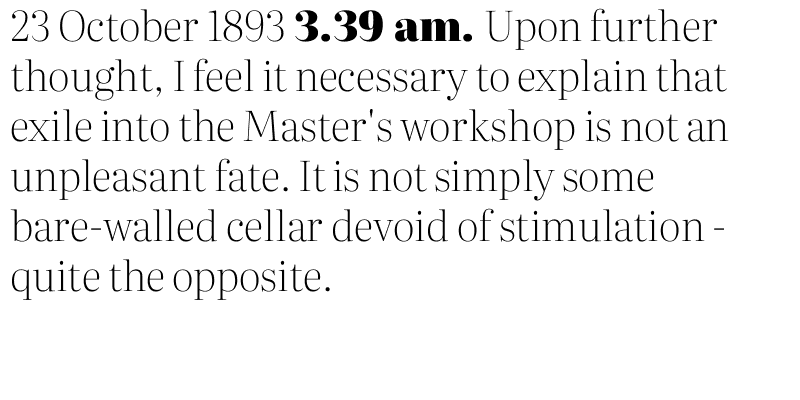 23 October 1893 3.39 am. Upon further
thought, I feel it necessary to explain that
exile into the Master's workshop is not an
unpleasant fate. It is not simply some
bare-walled cellar devoid of stimulation -
quite the opposite.